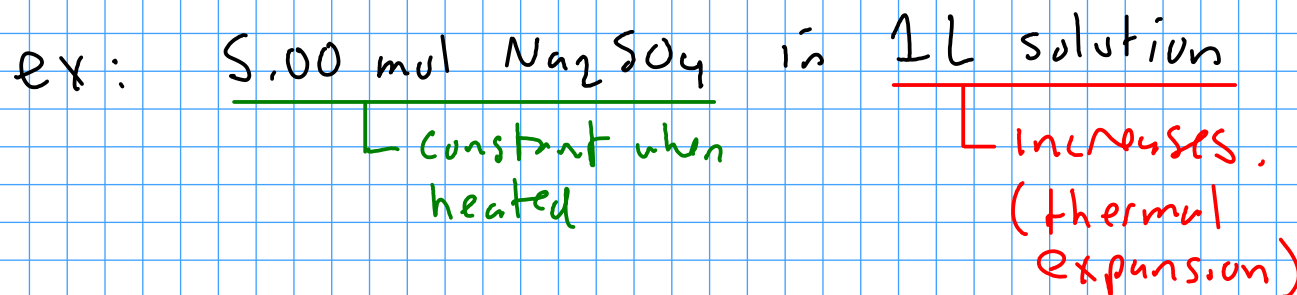 ex: 5.00 mol Na2SO4 in 1L solution
constant when
heated
increases.
(thermal
expansion)